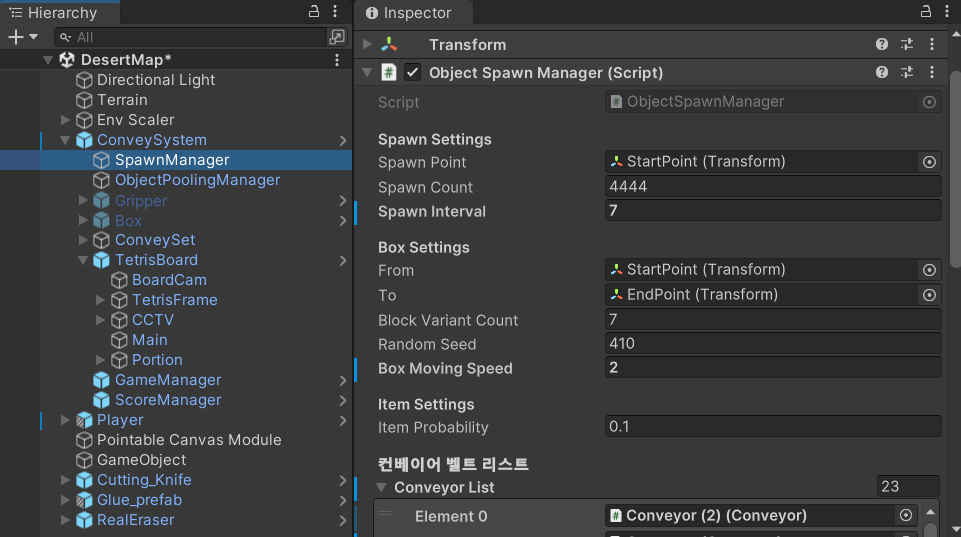 Hierarchy
All
DesertMap*
Directional Light
Terrain
Env Scaler
ConveySystem
SpawnManager
ObjectPoolingManager
Gripper
Box
ConveySet
TetrisBoard
BoardCam
TetrisFrame
CCTV
Main
Portion
GameManager
ScoreManager
Player
Pointable Canvas Module
GameObject
Cutting_Knife
Glue_prefab
RealEraser
Inspector
Transform
# Object Spawn Manager (Script)
Script # ObjectSpawnManager
Spawn Settings
Spawn Point StartPoint (Transform)
Spawn Count 4444
Spawn Interval 7
Box Settings
From StartPoint (Transform)
To EndPoint (Transform)
Block Variant Count 7
Random Seed 410
Box Moving Speed 2
Item Settings
Item Probability 0.1
컨베이어 벨트 리스트
Conveyor List 23
Element 0 # Conveyor (2) (Conveyor)